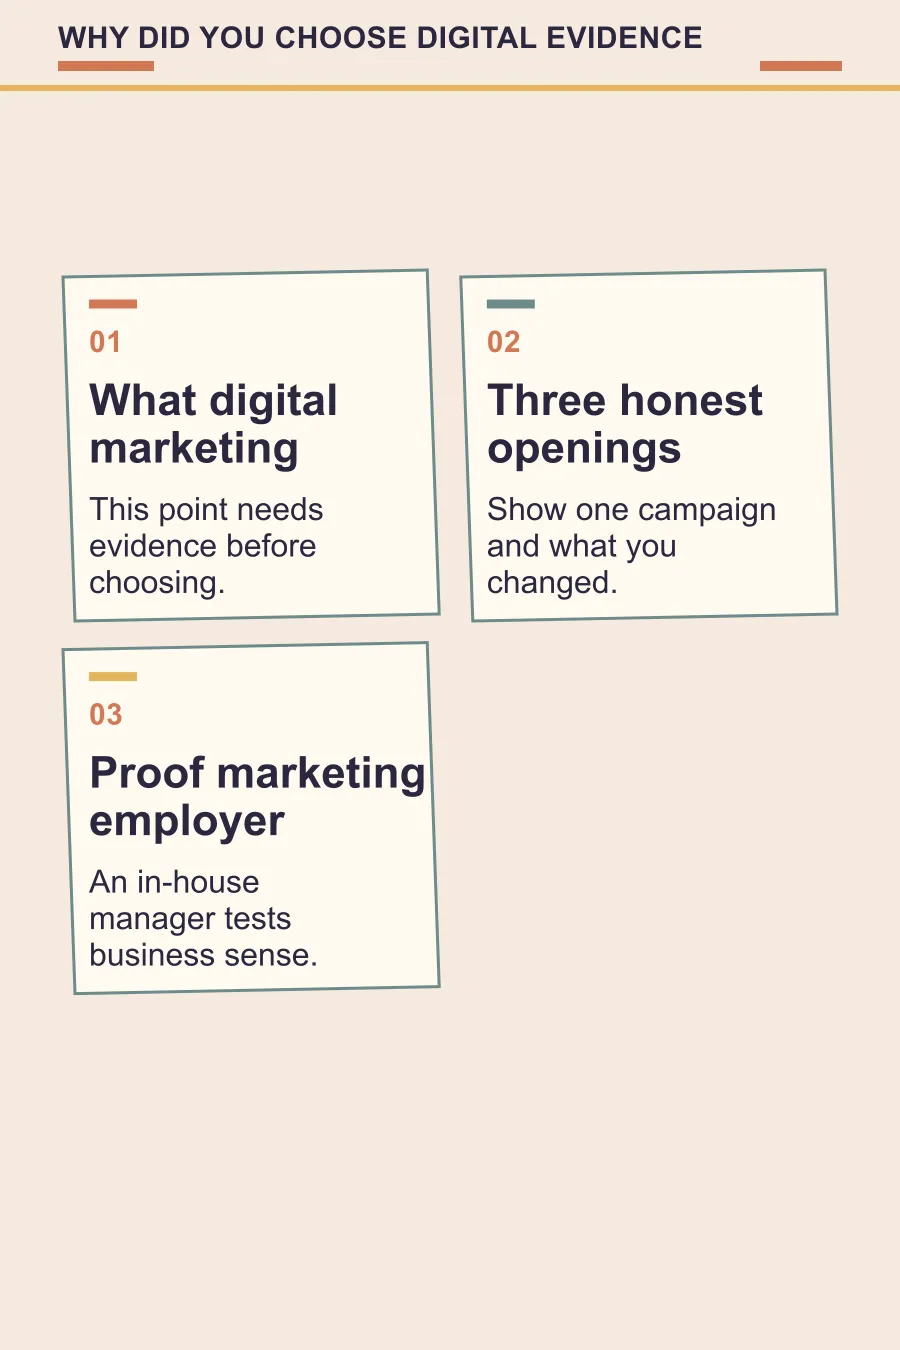 WHY DID YOU CHOOSE DIGITAL EVIDENCE
01
What digital
marketing
This point needs
evidence before
choosing.
02
Three honest
openings
Show one campaign
and what you
changed.
03
Proof marketing
employer
An in-house
manager tests
business sense.